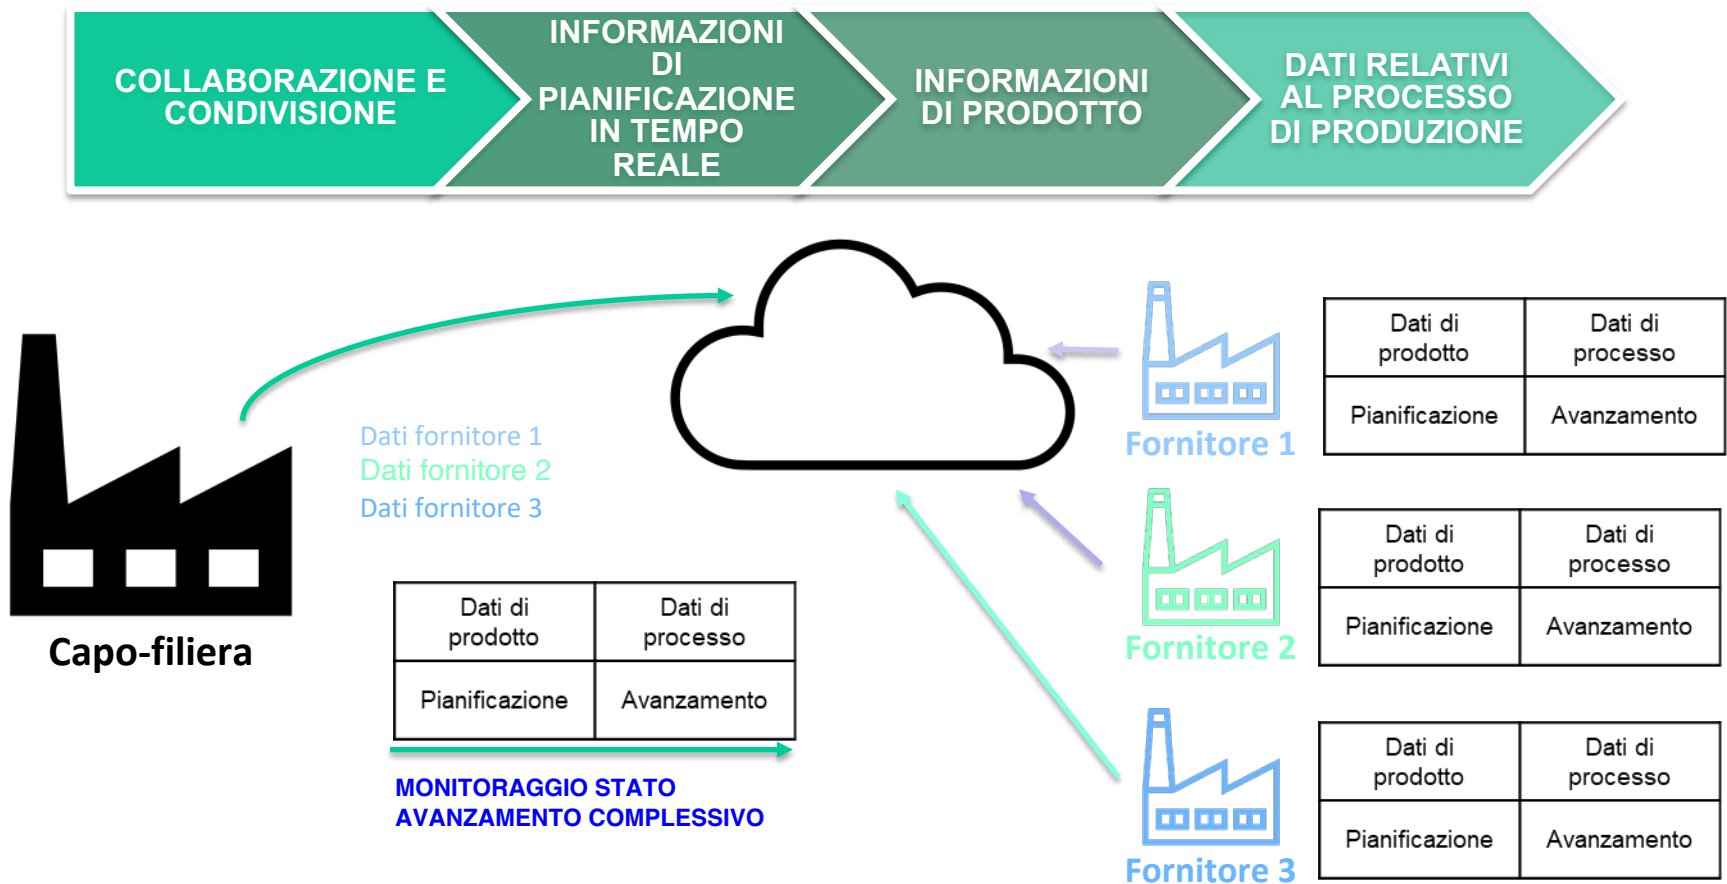 COLLABORAZIONE E
CONDIVISIONE
INFORMAZIONI
DI
PIANIFICAZIONE
IN TEMPO
REALE
INFORMAZIONI
DI PRODOTTO
DATI RELATIVI
AL PROCESSO
DI PRODUZIONE
Capo-filiera
Dati fornitore 1
Dati fornitore 2
Dati fornitore 3
Dati di
prodotto
Dati di
processo
Pianificazione
Avanzamento
MONITORAGGIO STATO
AVANZAMENTO COMPLESSIVO
Fornitore 1
Dati di
prodotto
Dati di
processo
Pianificazione
Avanzamento
Fornitore 2
Dati di
prodotto
Dati di
processo
Pianificazione
Avanzamento
Fornitore 3
Dati di
prodotto
Dati di
processo
Pianificazione
Avanzamento